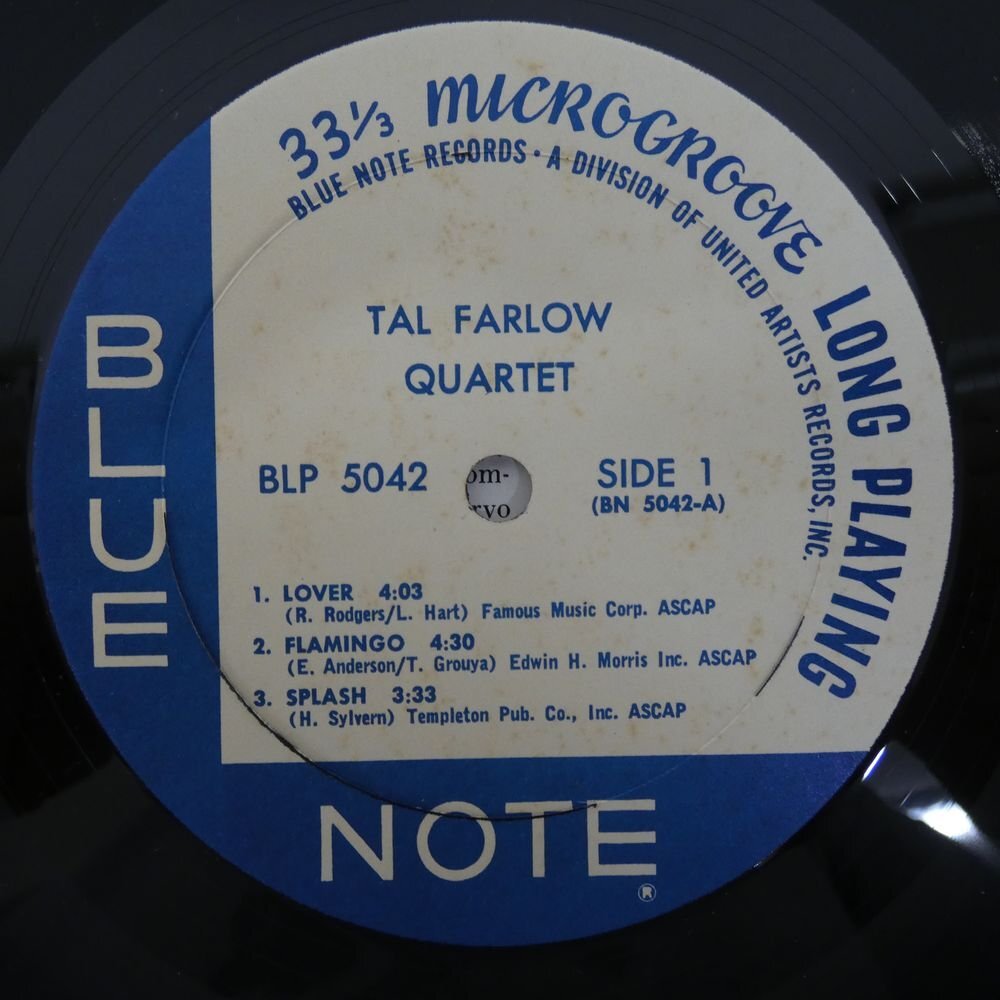 33⅓ MICROGROOVE LONG PLAYING
BLUE NOTE RECORDS • A DIVISION OF UNITED ARTISTS RECORDS, INC.
TAL FARLOW
QUARTET
BLP 5042
SIDE 1
(BN 5042-A)
1. LOVER 4:03
(R. Rodgers/L. Hart) Famous Music Corp. ASCAP
2. FLAMINGO 4:30
(E. Anderson/T. Grouya) Edwin H. Morris Inc. ASCAP
3. SPLASH 3:33
(H. Sylvern) Templeton Pub. Co., Inc. ASCAP
BLUE
NOTE®